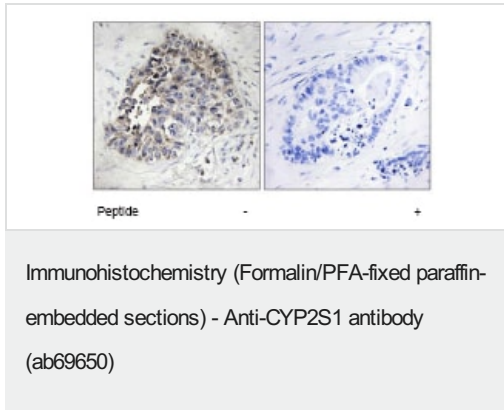 Peptide - +
Immunohistochemistry (Formalin/PFA-fixed paraffin-
embedded sections) - Anti-CYP2S1 antibody
(ab69650)